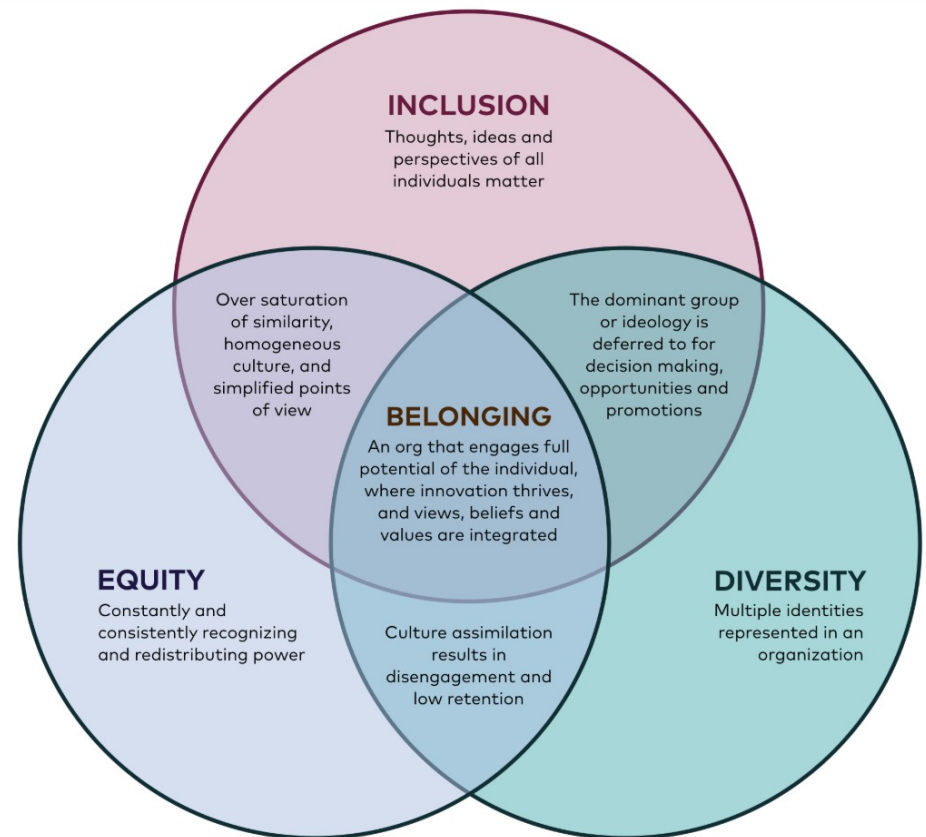 INCLUSION
Thoughts, ideas and
perspectives of all
individuals matter
Over saturation
of similarity,
homogeneous
culture, and
simplified points
of view
The dominant group
or ideology is
deferred to for
decision making,
opportunities and
promotions
BELONGING
An org that engages full
potential of the individual,
where innovation thrives,
and views, beliefs and
values are integrated
EQUITY
Constantly and
consistently recognizing
and redistributing power
DIVERSITY
Multiple identities
represented in an
organization
Culture assimilation
results in
disengagement and
low retention